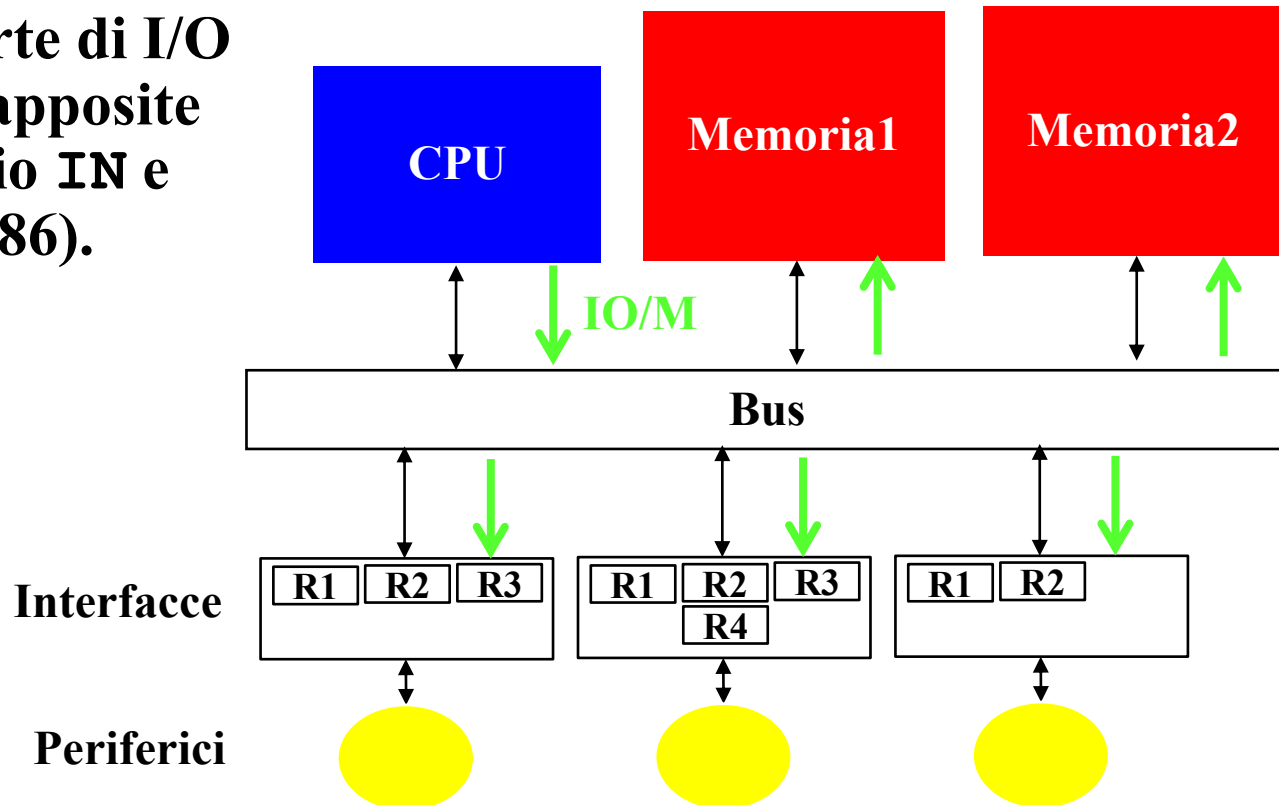 rte di I/O
apposite
io IN e
86).
CPU
Memoria1
Memoria2
IO/M
Bus
Interfacce
R1 R2 R3
R1 R2 R3
R4
R1 R2
Periferici